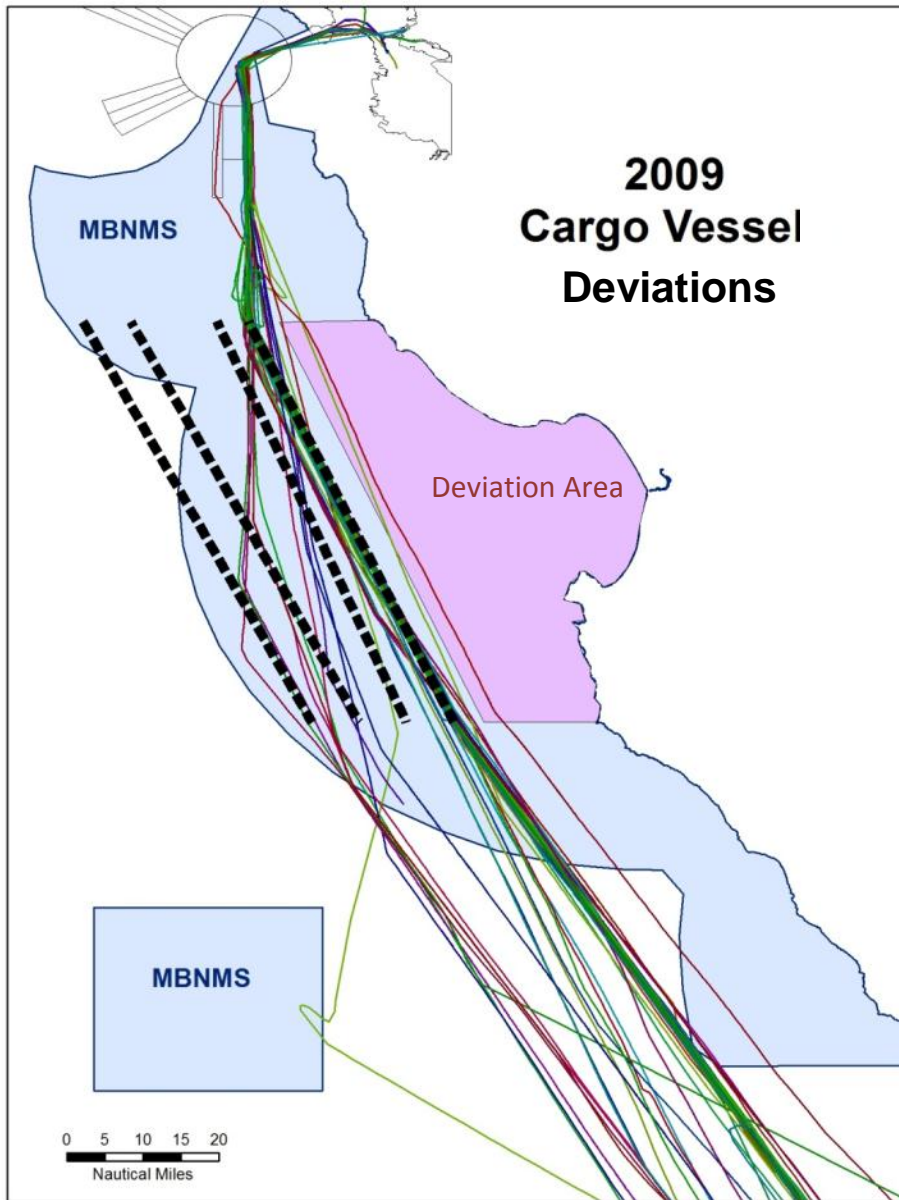 2009
Cargo Vessel
Deviations
MBNMS
Deviation Area
MBNMS
0 5 10 15 20
Nautical Miles